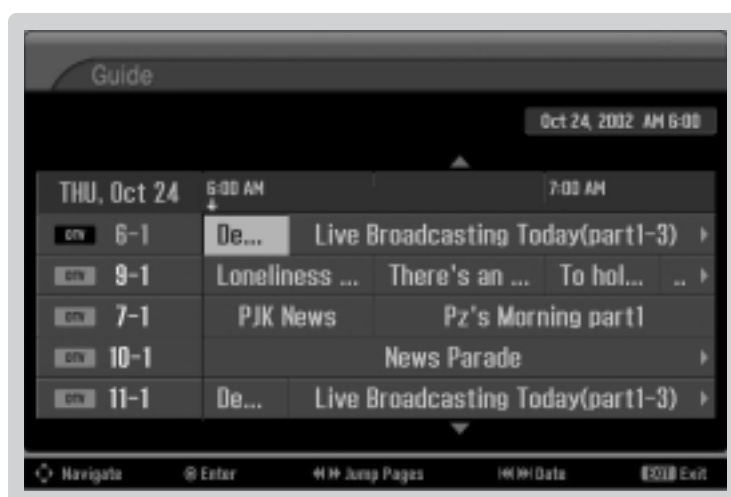 Guide
Oct 24, 2002 AM 6:00
THU, Oct 24 6:00 AM 7:00 AM
DTV 6-1 De... Live Broadcasting Today(part1-3)
DTV 9-1 Loneliness ... There's an ... To hol... ..
DTV 7-1 PJK News Pz's Morning part1
DTV 10-1 News Parade
DTV 11-1 De... Live Broadcasting Today(part1-3)
Navigate Enter Jump Pages Date EXIT Exit